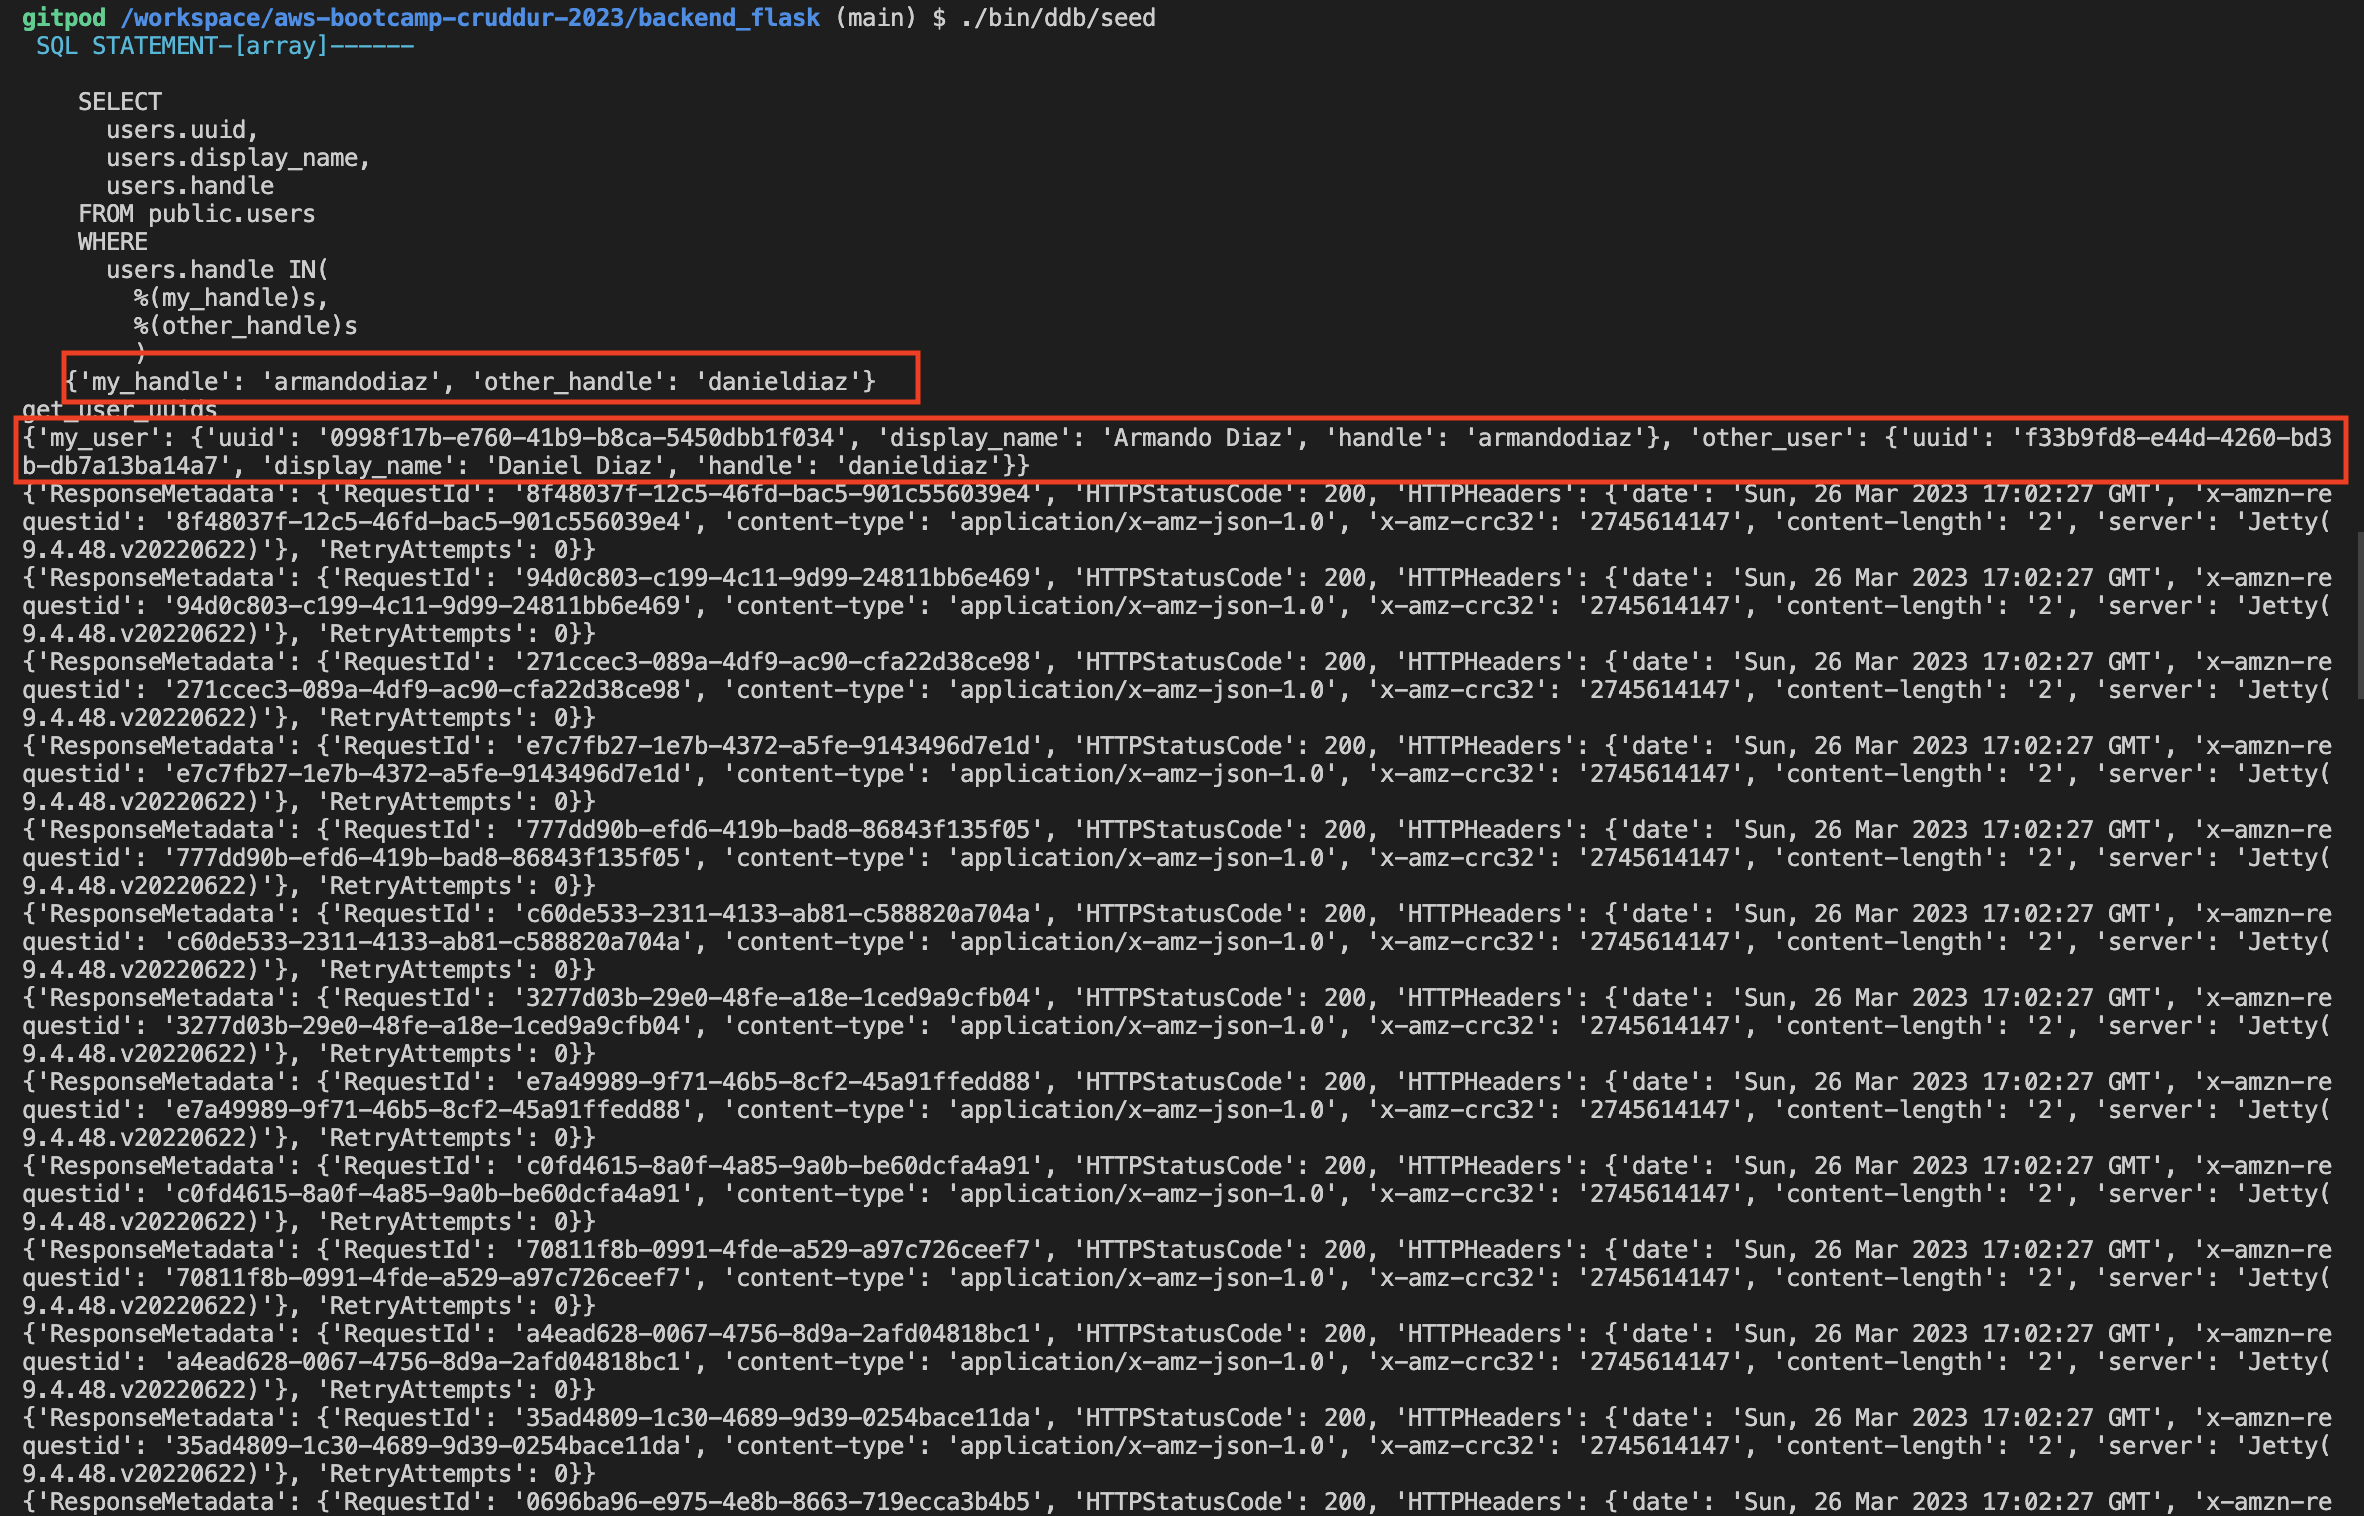 gitpod /workspace/aws-bootcamp-cruddur-2023/backend_flask (main) $ ./bin/ddb/seed
SQL STATEMENT-[array]------
SELECT
users.uuid,
users.display_name,
users.handle
FROM public.users
WHERE
users.handle IN(
%(my_handle)s,
%(other_handle)s
)
{'my_handle': 'armandodiaz', 'other_handle': 'danieldiaz'}
get_user_uuids
{'my_user': {'uuid': '0998f17b-e760-41b9-b8ca-5450dbb1f034', 'display_name': 'Armando Diaz', 'handle': 'armandodiaz'}, 'other_user': {'uuid': 'f33b9fd8-e44d-4260-bd3
b-db7a13ba14a7', 'display_name': 'Daniel Diaz', 'handle': 'danieldiaz'}}
{'ResponseMetadata': {'RequestId': '8f48037f-12c5-46fd-bac5-901c556039e4', 'HTTPStatusCode': 200, 'HTTPHeaders': {'date': 'Sun, 26 Mar 2023 17:02:27 GMT', 'x-amzn-re
questid': '8f48037f-12c5-46fd-bac5-901c556039e4', 'content-type': 'application/x-amz-json-1.0', 'x-amz-crc32': '2745614147', 'content-length': '2', 'server': 'Jetty(
9.4.48.v20220622)'}, 'RetryAttempts': 0}}
{'ResponseMetadata': {'RequestId': '94d0c803-c199-4c11-9d99-24811bb6e469', 'HTTPStatusCode': 200, 'HTTPHeaders': {'date': 'Sun, 26 Mar 2023 17:02:27 GMT', 'x-amzn-re
questid': '94d0c803-c199-4c11-9d99-24811bb6e469', 'content-type': 'application/x-amz-json-1.0', 'x-amz-crc32': '2745614147', 'content-length': '2', 'server': 'Jetty(
9.4.48.v20220622)'}, 'RetryAttempts': 0}}
{'ResponseMetadata': {'RequestId': '271ccec3-089a-4df9-ac90-cfa22d38ce98', 'HTTPStatusCode': 200, 'HTTPHeaders': {'date': 'Sun, 26 Mar 2023 17:02:27 GMT', 'x-amzn-re
questid': '271ccec3-089a-4df9-ac90-cfa22d38ce98', 'content-type': 'application/x-amz-json-1.0', 'x-amz-crc32': '2745614147', 'content-length': '2', 'server': 'Jetty(
9.4.48.v20220622)'}, 'RetryAttempts': 0}}
{'ResponseMetadata': {'RequestId': 'e7c7fb27-1e7b-4372-a5fe-9143496d7e1d', 'HTTPStatusCode': 200, 'HTTPHeaders': {'date': 'Sun, 26 Mar 2023 17:02:27 GMT', 'x-amzn-re
questid': 'e7c7fb27-1e7b-4372-a5fe-9143496d7e1d', 'content-type': 'application/x-amz-json-1.0', 'x-amz-crc32': '2745614147', 'content-length': '2', 'server': 'Jetty(
9.4.48.v20220622)'}, 'RetryAttempts': 0}}
{'ResponseMetadata': {'RequestId': '777dd90b-efd6-419b-bad8-86843f135f05', 'HTTPStatusCode': 200, 'HTTPHeaders': {'date': 'Sun, 26 Mar 2023 17:02:27 GMT', 'x-amzn-re
questid': '777dd90b-efd6-419b-bad8-86843f135f05', 'content-type': 'application/x-amz-json-1.0', 'x-amz-crc32': '2745614147', 'content-length': '2', 'server': 'Jetty(
9.4.48.v20220622)'}, 'RetryAttempts': 0}}
{'ResponseMetadata': {'RequestId': 'c60de533-2311-4133-ab81-c588820a704a', 'HTTPStatusCode': 200, 'HTTPHeaders': {'date': 'Sun, 26 Mar 2023 17:02:27 GMT', 'x-amzn-re
questid': 'c60de533-2311-4133-ab81-c588820a704a', 'content-type': 'application/x-amz-json-1.0', 'x-amz-crc32': '2745614147', 'content-length': '2', 'server': 'Jetty(
9.4.48.v20220622)'}, 'RetryAttempts': 0}}
{'ResponseMetadata': {'RequestId': '3277d03b-29e0-48fe-a18e-1ced9a9cfb04', 'HTTPStatusCode': 200, 'HTTPHeaders': {'date': 'Sun, 26 Mar 2023 17:02:27 GMT', 'x-amzn-re
questid': '3277d03b-29e0-48fe-a18e-1ced9a9cfb04', 'content-type': 'application/x-amz-json-1.0', 'x-amz-crc32': '2745614147', 'content-length': '2', 'server': 'Jetty(
9.4.48.v20220622)'}, 'RetryAttempts': 0}}
{'ResponseMetadata': {'RequestId': 'e7a49989-9f71-46b5-8cf2-45a91ffedd88', 'HTTPStatusCode': 200, 'HTTPHeaders': {'date': 'Sun, 26 Mar 2023 17:02:27 GMT', 'x-amzn-re
questid': 'e7a49989-9f71-46b5-8cf2-45a91ffedd88', 'content-type': 'application/x-amz-json-1.0', 'x-amz-crc32': '2745614147', 'content-length': '2', 'server': 'Jetty(
9.4.48.v20220622)'}, 'RetryAttempts': 0}}
{'ResponseMetadata': {'RequestId': 'c0fd4615-8a0f-4a85-9a0b-be60dcfa4a91', 'HTTPStatusCode': 200, 'HTTPHeaders': {'date': 'Sun, 26 Mar 2023 17:02:27 GMT', 'x-amzn-re
questid': 'c0fd4615-8a0f-4a85-9a0b-be60dcfa4a91', 'content-type': 'application/x-amz-json-1.0', 'x-amz-crc32': '2745614147', 'content-length': '2', 'server': 'Jetty(
9.4.48.v20220622)'}, 'RetryAttempts': 0}}
{'ResponseMetadata': {'RequestId': '70811f8b-0991-4fde-a529-a97c726ceef7', 'HTTPStatusCode': 200, 'HTTPHeaders': {'date': 'Sun, 26 Mar 2023 17:02:27 GMT', 'x-amzn-re
questid': '70811f8b-0991-4fde-a529-a97c726ceef7', 'content-type': 'application/x-amz-json-1.0', 'x-amz-crc32': '2745614147', 'content-length': '2', 'server': 'Jetty(
9.4.48.v20220622)'}, 'RetryAttempts': 0}}
{'ResponseMetadata': {'RequestId': 'a4ead628-0067-4756-8d9a-2afd04818bc1', 'HTTPStatusCode': 200, 'HTTPHeaders': {'date': 'Sun, 26 Mar 2023 17:02:27 GMT', 'x-amzn-re
questid': 'a4ead628-0067-4756-8d9a-2afd04818bc1', 'content-type': 'application/x-amz-json-1.0', 'x-amz-crc32': '2745614147', 'content-length': '2', 'server': 'Jetty(
9.4.48.v20220622)'}, 'RetryAttempts': 0}}
{'ResponseMetadata': {'RequestId': '35ad4809-1c30-4689-9d39-0254bace11da', 'HTTPStatusCode': 200, 'HTTPHeaders': {'date': 'Sun, 26 Mar 2023 17:02:27 GMT', 'x-amzn-re
questid': '35ad4809-1c30-4689-9d39-0254bace11da', 'content-type': 'application/x-amz-json-1.0', 'x-amz-crc32': '2745614147', 'content-length': '2', 'server': 'Jetty(
9.4.48.v20220622)'}, 'RetryAttempts': 0}}
{'ResponseMetadata': {'RequestId': '0696ba96-e975-4e8b-8663-719ecca3b4b5', 'HTTPStatusCode': 200, 'HTTPHeaders': {'date': 'Sun, 26 Mar 2023 17:02:27 GMT', 'x-amzn-re